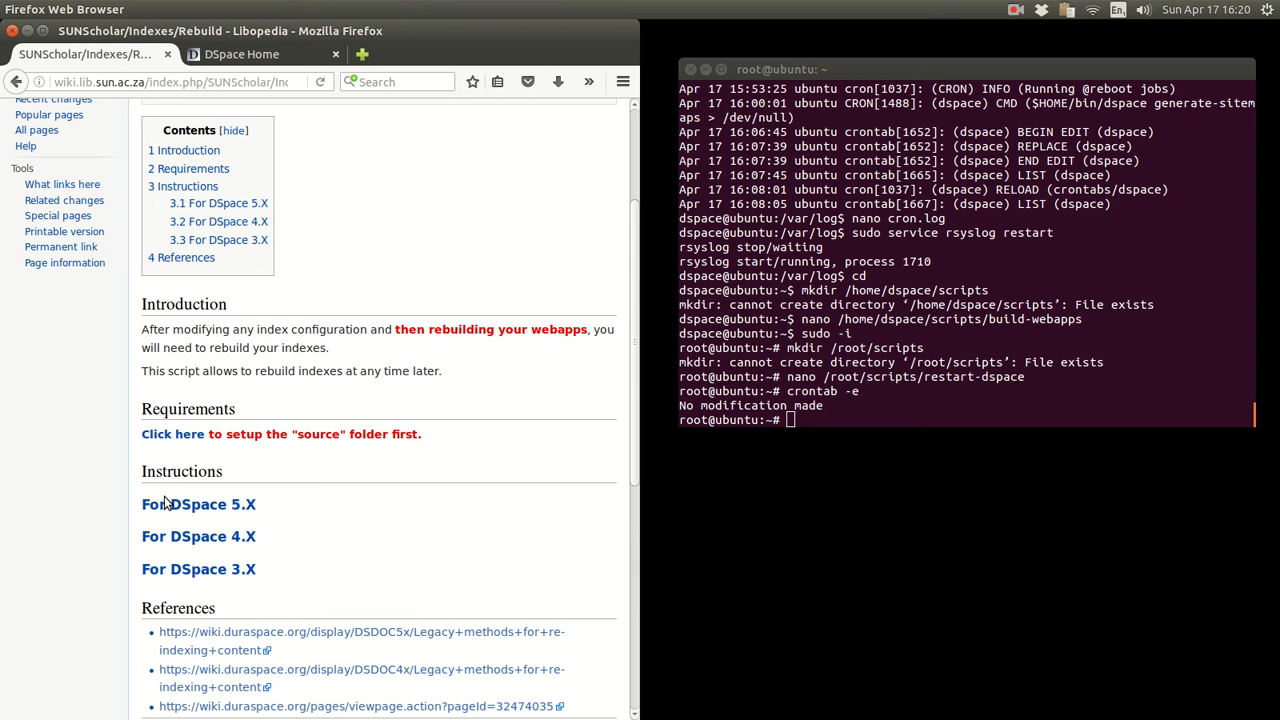 Firefox Web Browser
En1
Sun Apr 17 16:20
SUNScholar/Indexes/Rebuild - Libopedia - Mozilla Firefox
SUNScholar/Indexes/R...
DSpace Home
wiki.lib.sun.ac.za/index.php/SUNScholar/Inc
Search
Recent changes
Popular pages
All pages
Help
Tools
What links here
Related changes
Special pages
Printable version
Permanent link
Page information
Contents [hide]
1 Introduction
2 Requirements
3 Instructions
3.1 For DSpace 5.X
3.2 For DSpace 4.X
3.3 For DSpace 3.X
4 References
Introduction
After modifying any index configuration and then rebuilding your webapps, you
will need to rebuild your indexes.
This script allows to rebuild indexes at any time later.
Requirements
Click here to setup the "source" folder first.
Instructions
For DSpace 5.X
For DSpace 4.X
For DSpace 3.X
References
https://wiki.duraspace.org/display/DSDOC5x/Legacy+methods+for+re-
indexing+content
https://wiki.duraspace.org/display/DSDOC4x/Legacy+methods+for+re-
indexing+content
https://wiki.duraspace.org/pages/viewpage.action?pageId=32474035
root@ubuntu: ~
Apr 17 15:53:25 ubuntu cron[1037]: (CRON) INFO (Running @reboot jobs)
Apr 17 16:00:01 ubuntu CRON[1488]: (dspace) CMD ($HOME/bin/dspace generate-sitem
aps > /dev/null)
Apr 17 16:06:45 ubuntu crontab[1652]: (dspace) BEGIN EDIT (dspace)
Apr 17 16:07:39 ubuntu crontab[1652]: (dspace) REPLACE (dspace)
Apr 17 16:07:39 ubuntu crontab[1652]: (dspace) END EDIT (dspace)
Apr 17 16:07:45 ubuntu crontab[1665]: (dspace) LIST (dspace)
Apr 17 16:08:01 ubuntu cron[1037]: (dspace) RELOAD (crontabs/dspace)
Apr 17 16:08:05 ubuntu crontab[1667]: (dspace) LIST (dspace)
dspace@ubuntu:/var/log$ nano cron.log
dspace@ubuntu:/var/log$ sudo service rsyslog restart
rsyslog stop/waiting
rsyslog start/running, process 1710
dspace@ubuntu:/var/log$ cd
dspace@ubuntu:~$ mkdir /home/dspace/scripts
mkdir: cannot create directory ‘/home/dspace/scripts’: File exists
dspace@ubuntu:~$ nano /home/dspace/scripts/build-webapps
dspace@ubuntu:~$ sudo -i
root@ubuntu:~# mkdir /root/scripts
mkdir: cannot create directory ‘/root/scripts’: File exists
root@ubuntu:~# nano /root/scripts/restart-dspace
root@ubuntu:~# crontab -e
No modification made
root@ubuntu:~#